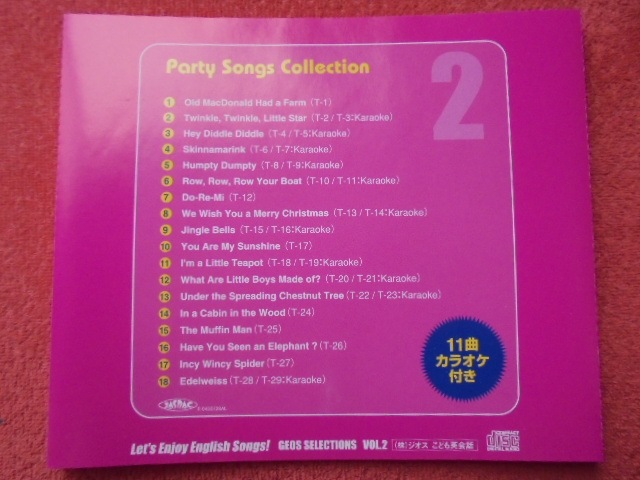 Party Songs Collection
2
1 Old MacDonald Had a Farm (T-1)
2 Twinkle, Twinkle, Little Star (T-2 / T-3:Karaoke)
3 Hey Diddle Diddle (T-4 / T-5:Karaoke)
4 Skinnamarink (T-6 / T-7:Karaoke)
5 Humpty Dumpty (T-8 / T-9:Karaoke)
6 Row, Row, Row Your Boat (T-10 / T-11:Karaoke)
7 Do-Re-Mi (T-12)
8 We Wish You a Merry Christmas (T-13 / T-14:Karaoke)
9 Jingle Bells (T-15 / T-16:Karaoke)
10 You Are My Sunshine (T-17)
11 I'm a Little Teapot (T-18 / T-19:Karaoke)
12 What Are Little Boys Made of? (T-20 / T-21:Karaoke)
13 Under the Spreading Chestnut Tree (T-22 / T-23:Karaoke)
14 In a Cabin in the Wood (T-24)
15 The Muffin Man (T-25)
16 Have You Seen an Elephant ? (T-26)
17 Incy Wincy Spider (T-27)
18 Edelweiss (T-28 / T-29:Karaoke)
11曲
カラオケ
付き
JASRAC
Let's Enjoy English Songs! GEOS SELECTIONS VOL.2 (株)ジオス こども英会話
COMPACT
disc
DIGITAL AUDIO